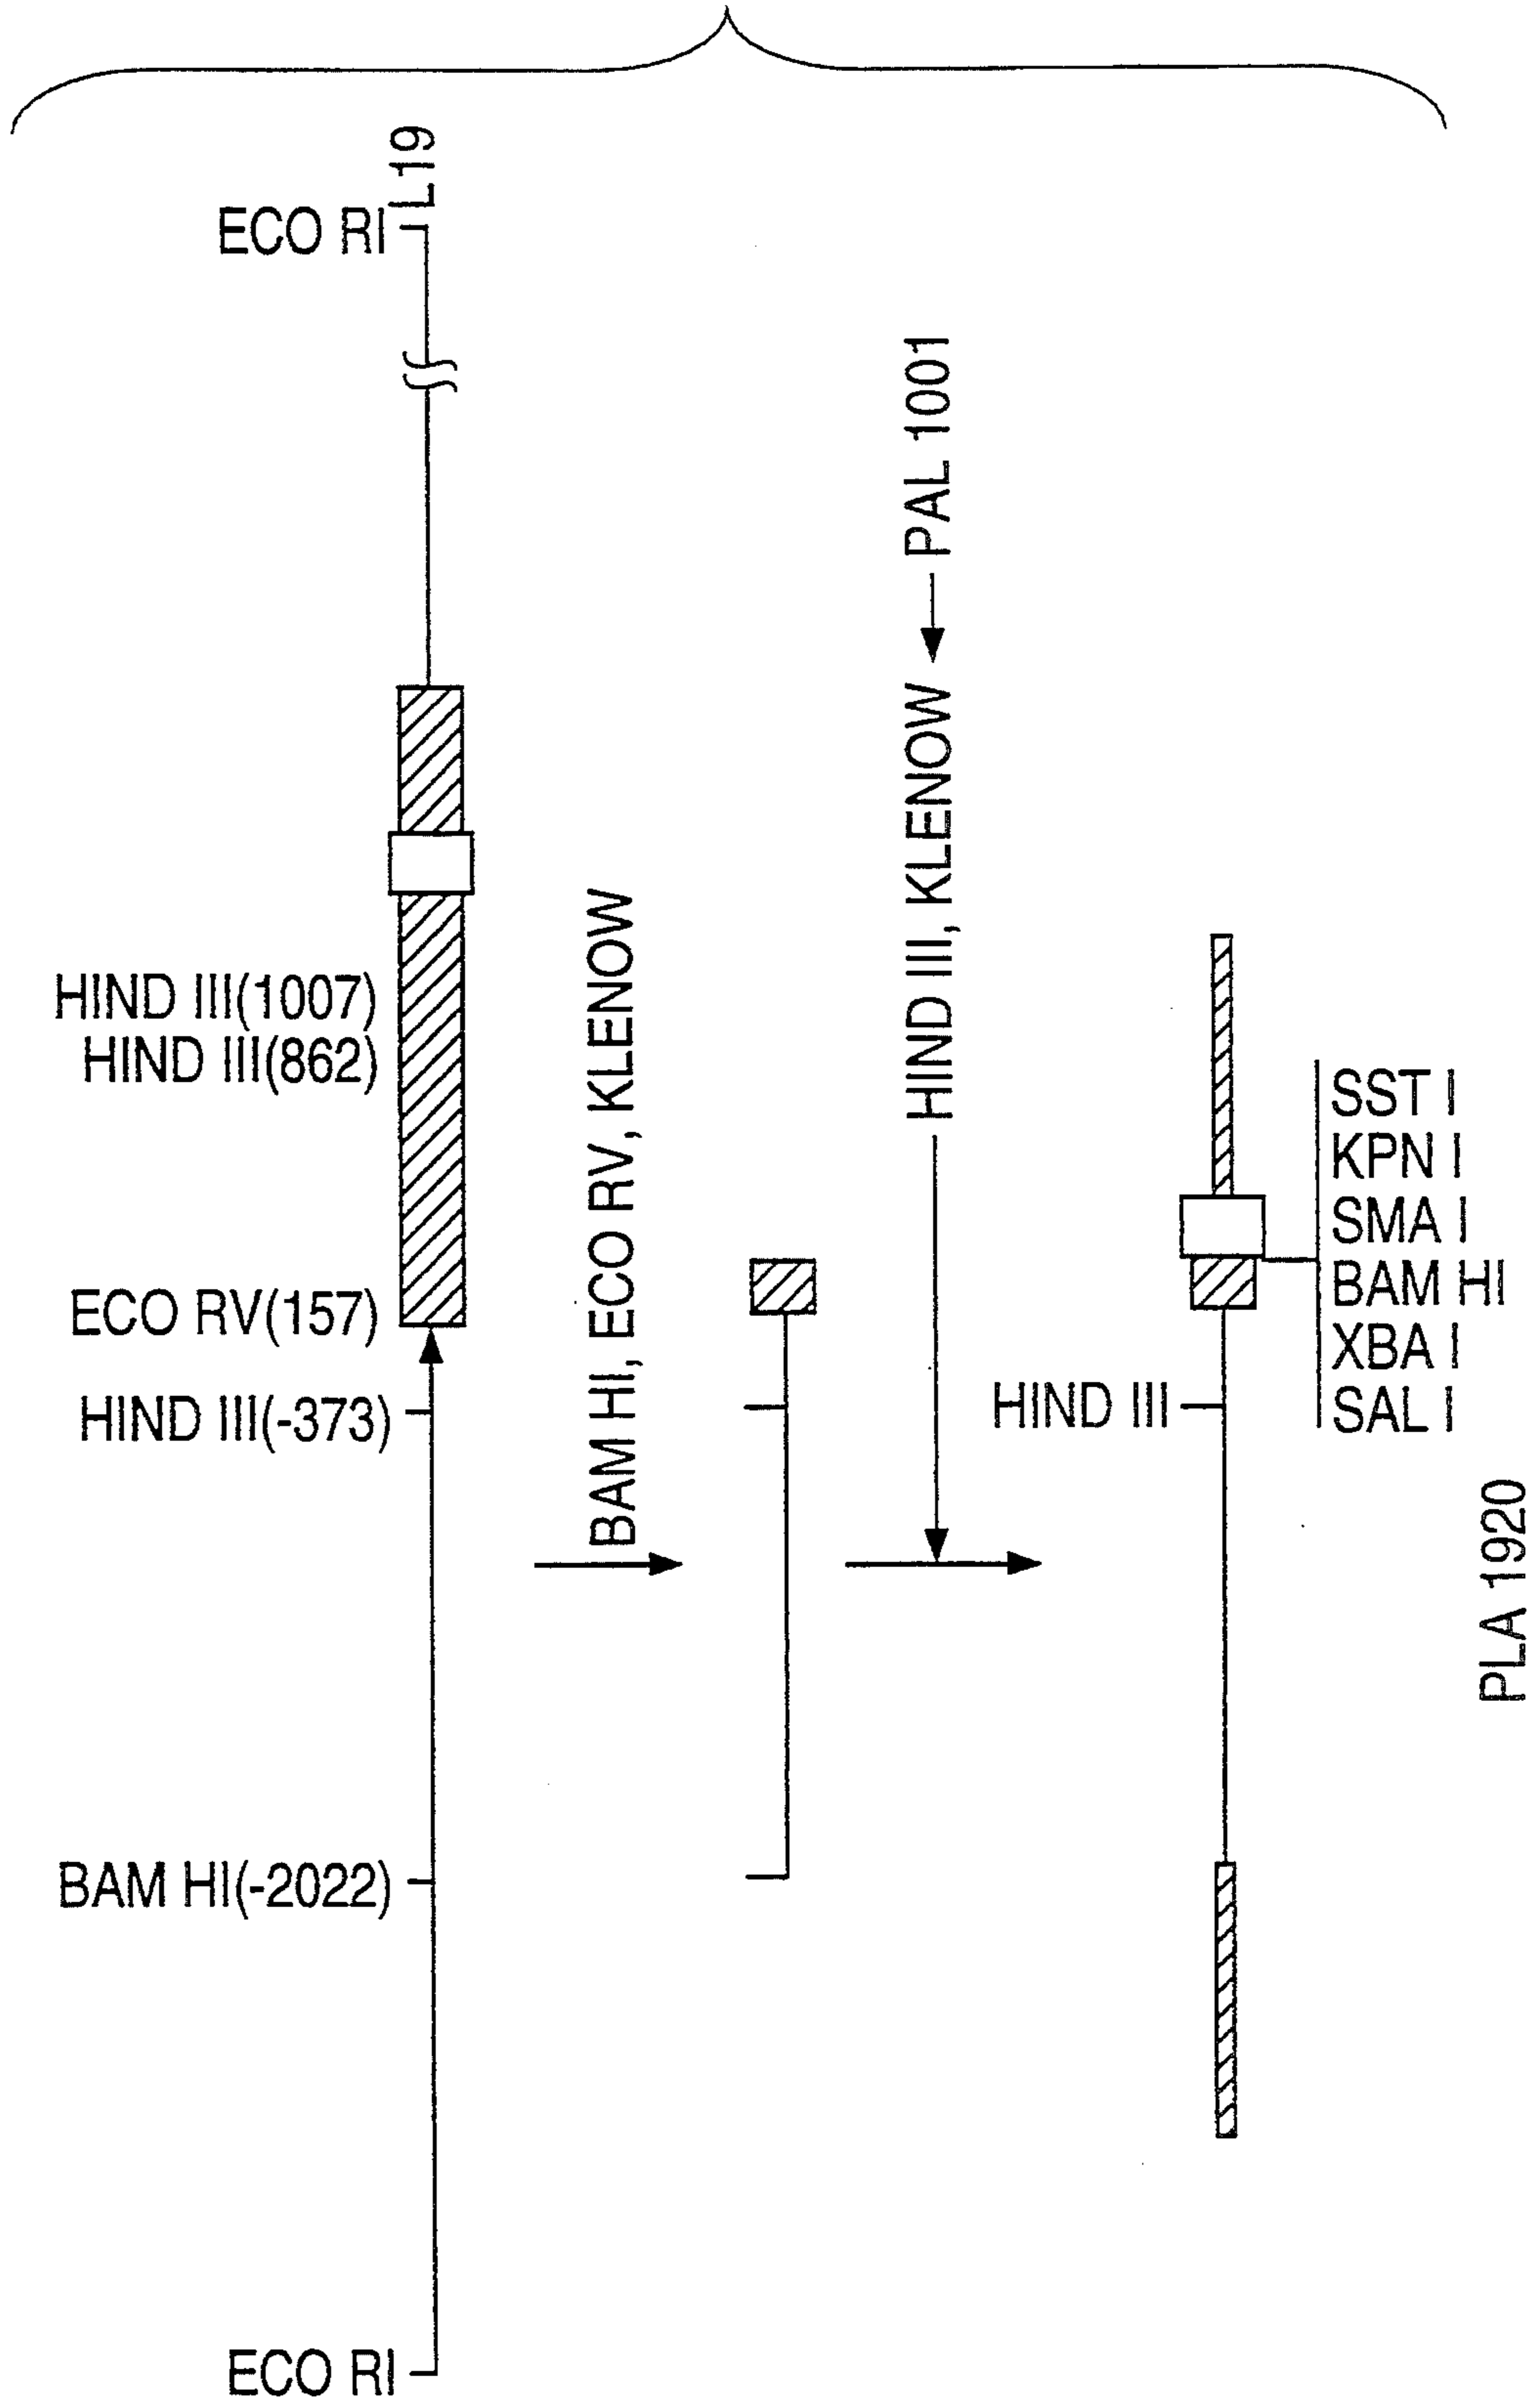 ECO RI
L19
HIND III(1007)
HIND III(862)
ECO RV(157)
HIND III(-373)
BAM HI(-2022)
ECO RI
BAM HI, ECO RV, KLENOW
HIND III, KLENOW
PAL 1001
HIND III
SST I
KPN I
SMA I
BAM HI
XBA I
SAL I
PLA 1920